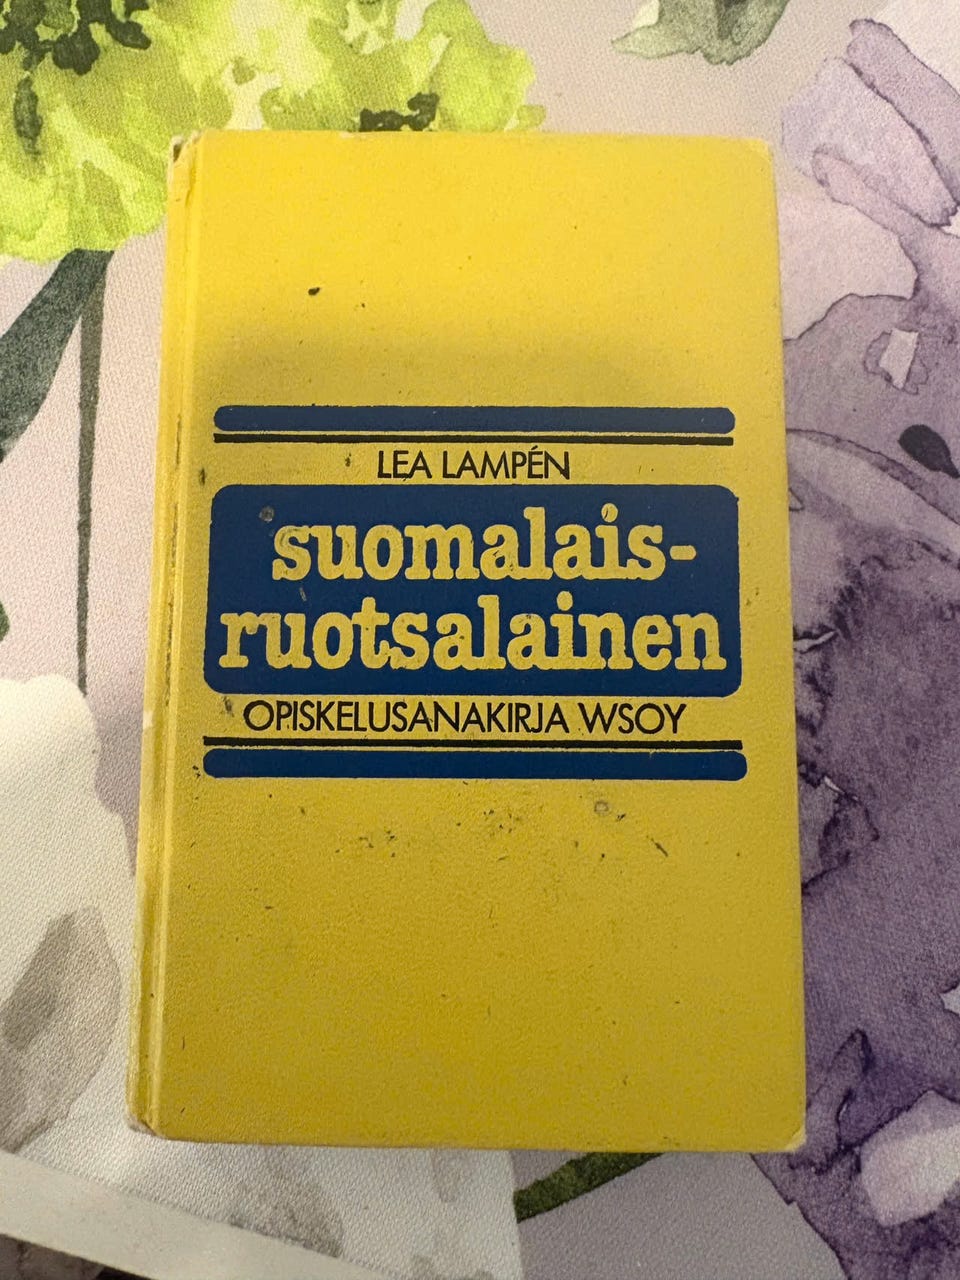 LEA LAMPÉN
suomalais-
ruotsalainen
OPISKELUSANAKIRJA WSOY